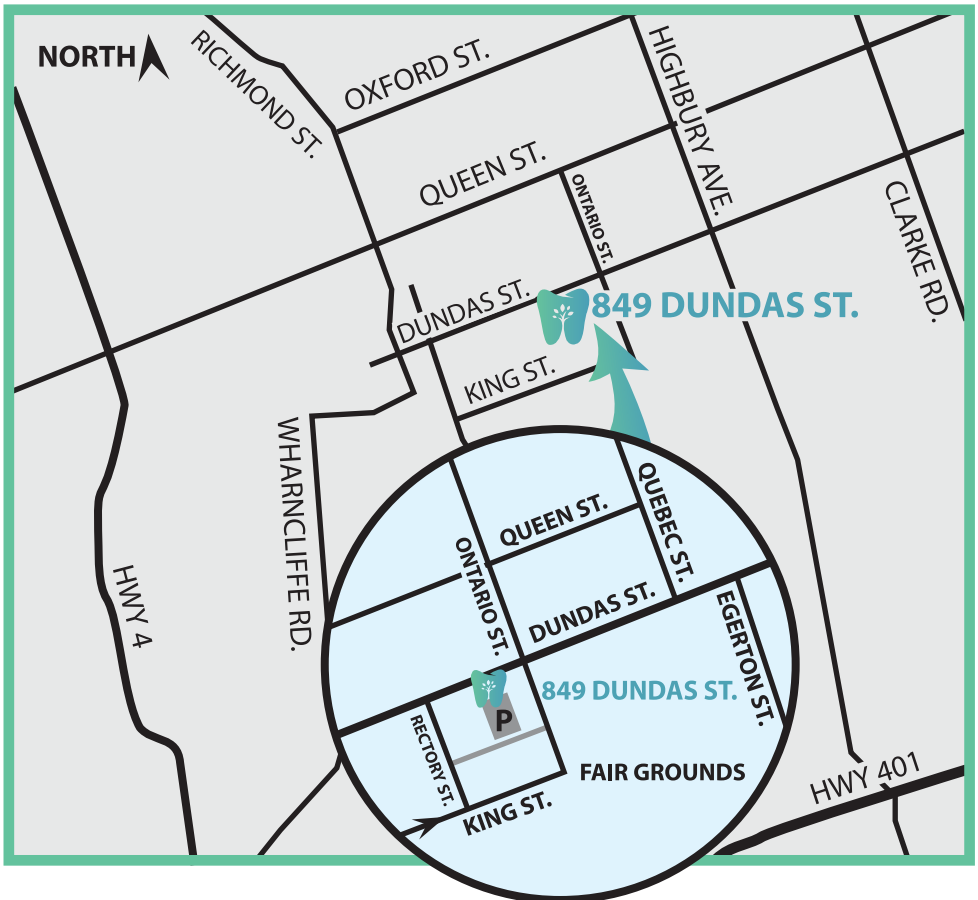 NORTH
RICHMOND ST.
OXFORD ST.
HIGHBURY AVE.
QUEEN ST.
ONTARIO ST.
CLARKE RD.
DUNDAS ST.
849 DUNDAS ST.
KING ST.
WHARNCLIFFE RD.
HWY 4
QUEEN ST.
QUEBEC ST.
ONTARIO ST.
DUNDAS ST.
EGERTON ST.
849 DUNDAS ST.
P
RECTORY ST.
FAIR GROUNDS
KING ST.
HWY 401